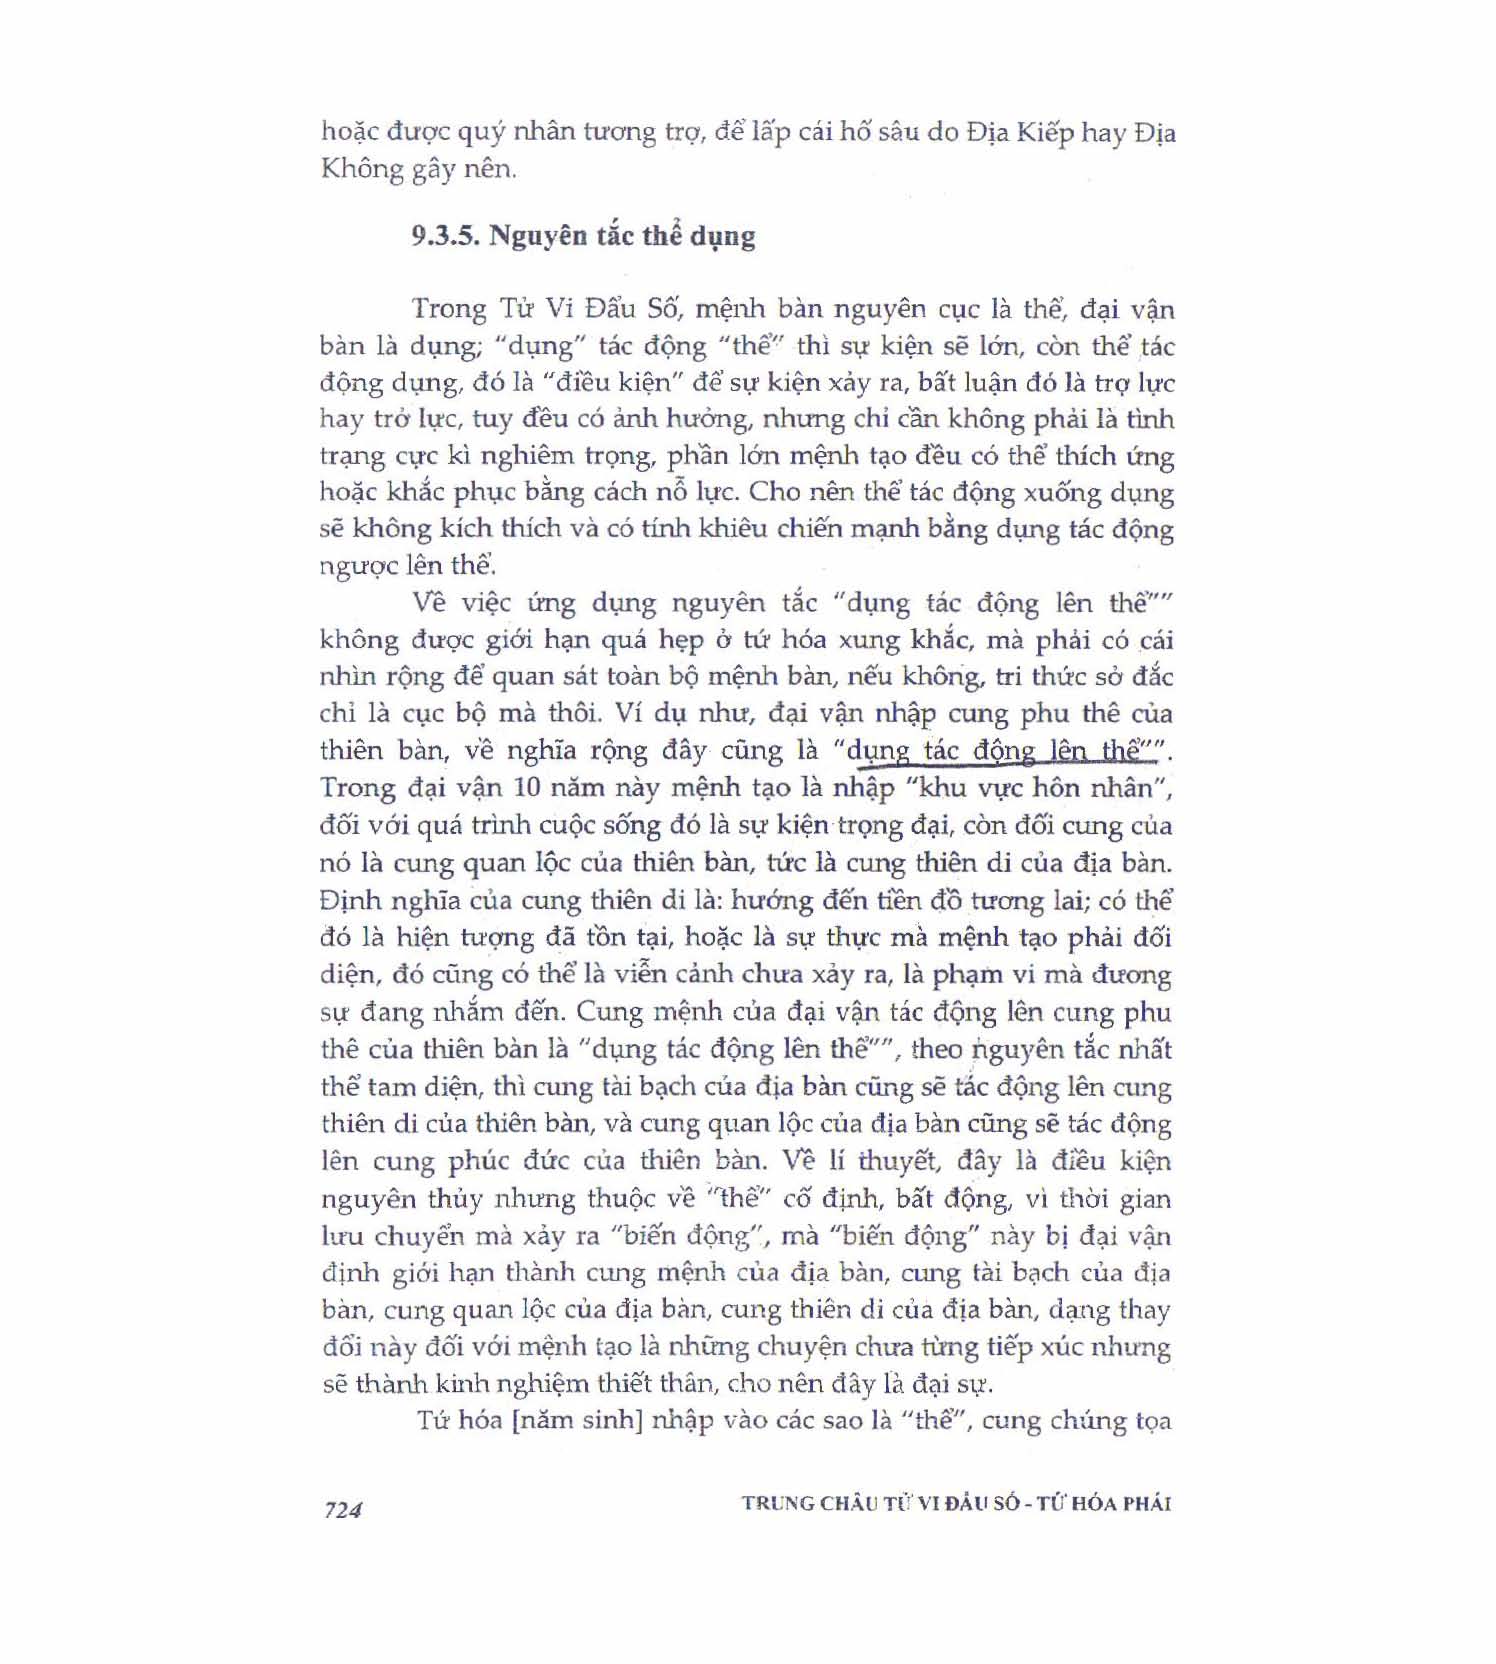 hoặc được quý nhân tương trợ, để lấp cái hố sâu do Địa Kiếp hay Địa
Không gây nên.
9.3.5. Nguyên tắc thể dụng
Trong Tử Vi Đẩu Số, mệnh bàn nguyên cục là thể, đại vận
bàn là dụng; "dụng" tác động "thể" thì sự kiện sẽ lớn, còn thể tác
động dụng, đó là "điều kiện" để sự kiện xảy ra, bất luận đó là trợ lực
hay trở lực, tuy đều có ảnh hưởng, nhưng chỉ cần không phải là tình
trạng cực kì nghiêm trọng, phần lớn mệnh tạo đều có thể thích ứng
hoặc khắc phục bằng cách nỗ lực. Cho nên thể tác động xuống dụng
sẽ không kích thích và có tính khiêu chiến mạnh bằng dụng tác động
ngược lên thể.
Về việc ứng dụng nguyên tắc "dụng tác động lên thể""
không được giới hạn quá hẹp ở tứ hóa xung khắc, mà phải có cái
nhìn rộng để quan sát toàn bộ mệnh bàn, nếu không, tri thức sở đắc
chỉ là cục bộ mà thôi. Ví dụ như, đại vận nhập cung phu thê của
thiên bàn, về nghĩa rộng đây cũng là "dụng tác động lên thể"".
Trong đại vận 10 năm này mệnh tạo là nhập "khu vực hôn nhân",
đối với quá trình cuộc sống đó là sự kiện trọng đại, còn đối cung của
nó là cung quan lộc của thiên bàn, tức là cung thiên di của địa bàn.
Định nghĩa của cung thiên di là: hướng đến tiền đồ tương lai; có thể
đó là hiện tượng đã tồn tại, hoặc là sự thực mà mệnh tạo phải đối
diện, đó cũng có thể là viễn cảnh chưa xảy ra, là phạm vi mà đương
sự đang nhắm đến. Cung mệnh của đại vận tác động lên cung phu
thê của thiên bàn là "dụng tác động lên thể"", theo nguyên tắc nhất
thể tam diện, thì cung tài bạch của địa bàn cũng sẽ tác động lên cung
thiên di của thiên bàn, và cung quan lộc của địa bàn cũng sẽ tác động
lên cung phúc đức của thiên bàn. Về lí thuyết, đây là điều kiện
nguyên thủy nhưng thuộc về "thể" cố định, bất động, vì thời gian
lưu chuyển mà xảy ra "biến động", mà "biến động" này bị đại vận
định giới hạn thành cung mệnh của địa bàn, cung tài bạch của địa
bàn, cung quan lộc của địa bàn, cung thiên di của địa bàn, dạng thay
đổi này đối với mệnh tạo là những chuyện chưa từng tiếp xúc nhưng
sẽ thành kinh nghiệm thiết thân, cho nên đây là đại sự.
Tứ hóa [năm sinh] nhập vào các sao là "thể", cung chúng tọa
724
TRUNG CHÂU TỬ VI ĐẨU SỐ - TỨ HÓA PHÁI